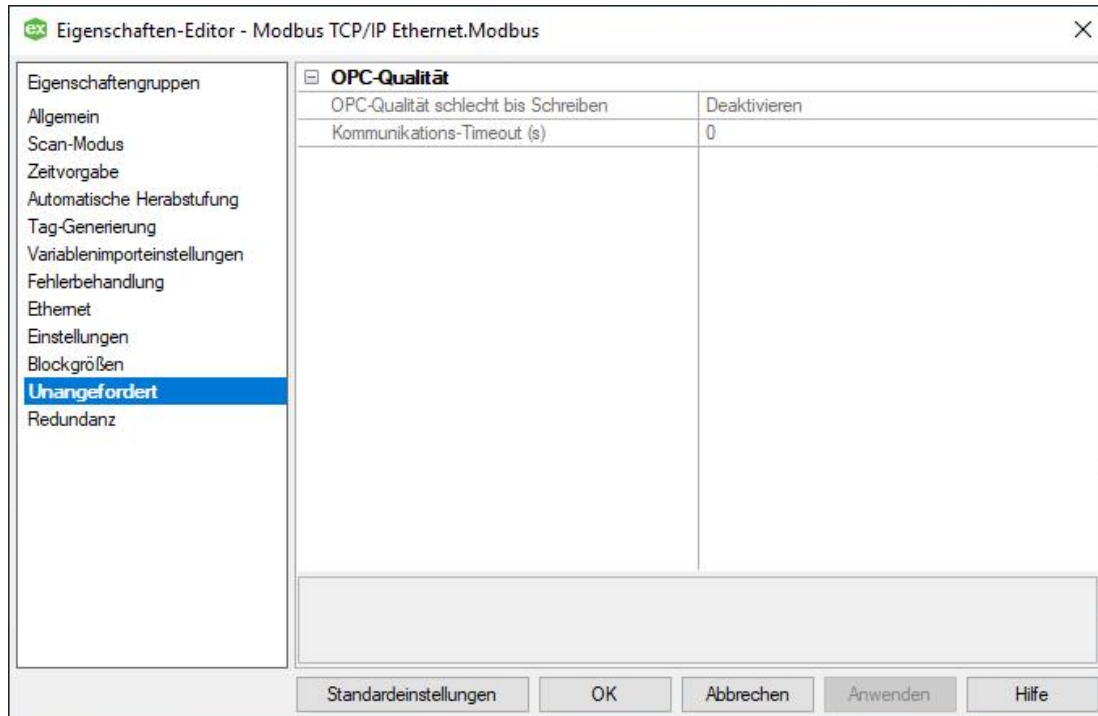 ex Eigenschaften-Editor - Modbus TCP/IP Ethernet.Modbus
Eigenschaftengruppen
Allgemein
Scan-Modus
Zeitvorgabe
Automatische Herabstufung
Tag-Generierung
Variablenimporteinstellungen
Fehlerbehandlung
Ethernet
Einstellungen
Blockgrößen
Unangefordert
Redundanz
OPC-Qualität
OPC-Qualität schlecht bis Schreiben Deaktivieren
Kommunikations-Timeout (s) 0
Standardeinstellungen OK Abbrechen Anwenden Hilfe